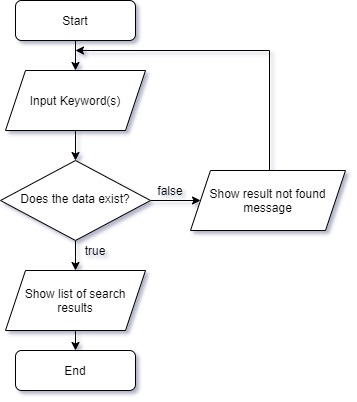 Start
Input Keyword(s)
Does the data exist?
false
Show result not found
message
true
Show list of search
results
End